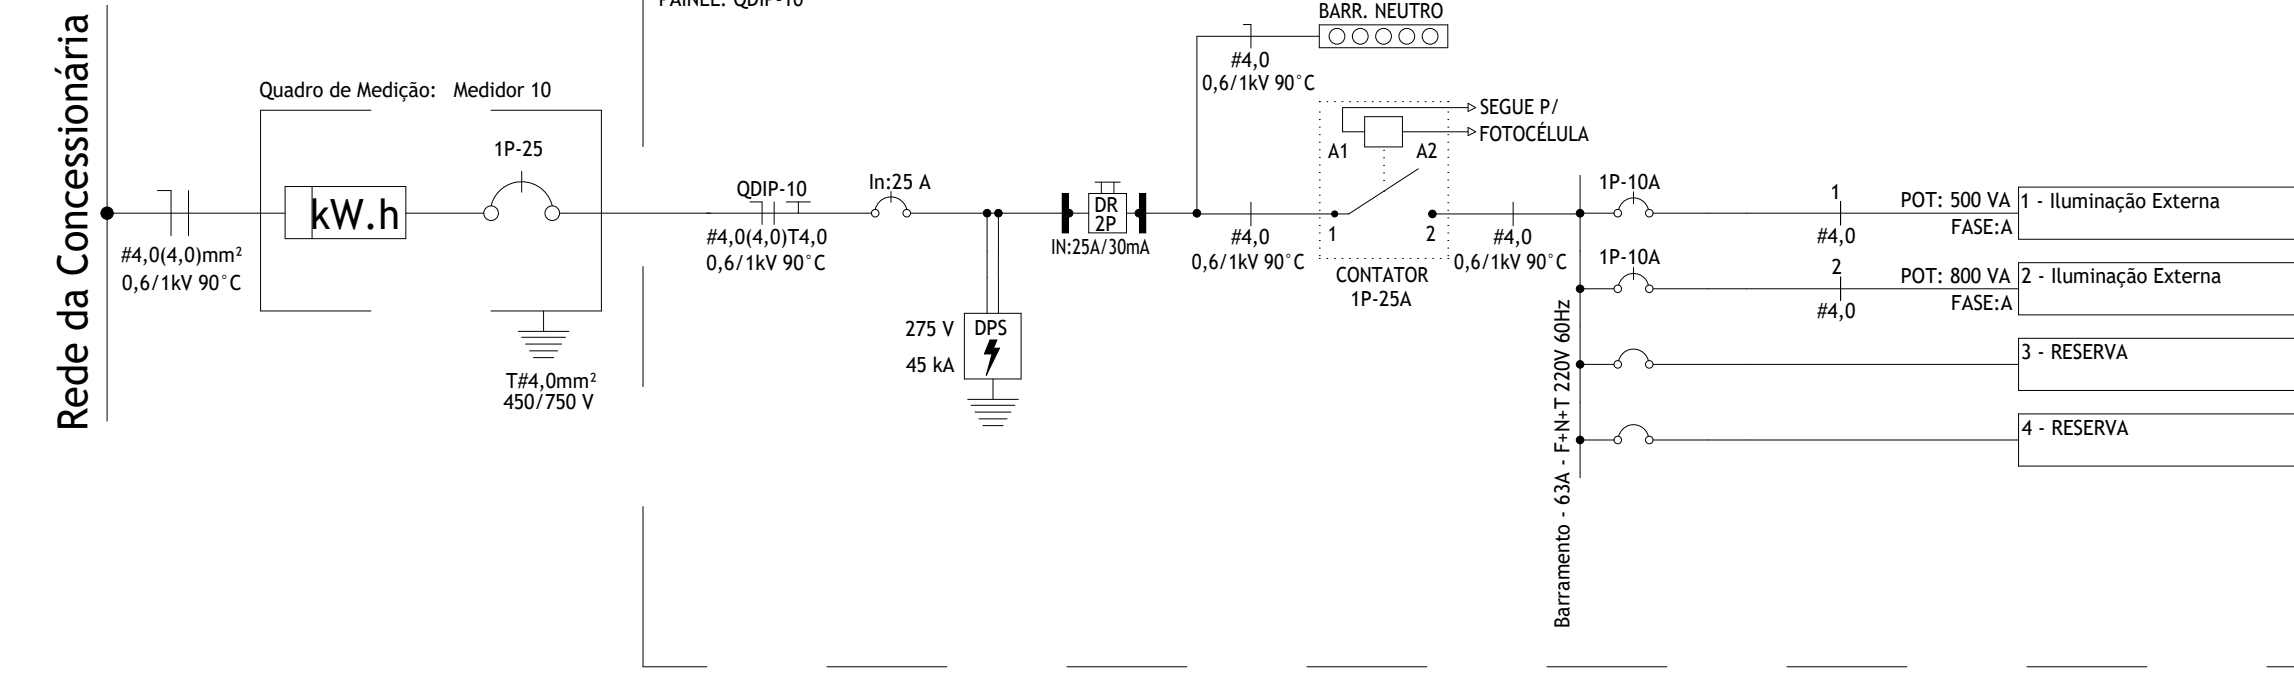 PAINEL: QDIP-10
Rede da Concessionária
#4,0(4,0)mm²
0,6/1kV 90°C
Quadro de Medição: Medidor 10
kW.h
1P-25
T#4,0mm²
450/750 V
QDIP-10
#4,0(4,0)T4,0
0,6/1kV 90°C
In:25 A
275 V
45 kA
DPS
DR
2P
IN:25A/30mA
BARR. NEUTRO
#4,0
0,6/1kV 90°C
#4,0
0,6/1kV 90°C
SEGUE P/
FOTOCÉLULA
A1
A2
1
2
CONTATOR
1P-25A
#4,0
0,6/1kV 90°C
Barramento - 63A - F+N+T 220V 60Hz
1P-10A
1
#4,0
POT: 500 VA
FASE:A
1 - Iluminação Externa
1P-10A
2
#4,0
POT: 800 VA
FASE:A
2 - Iluminação Externa
3 - RESERVA
4 - RESERVA